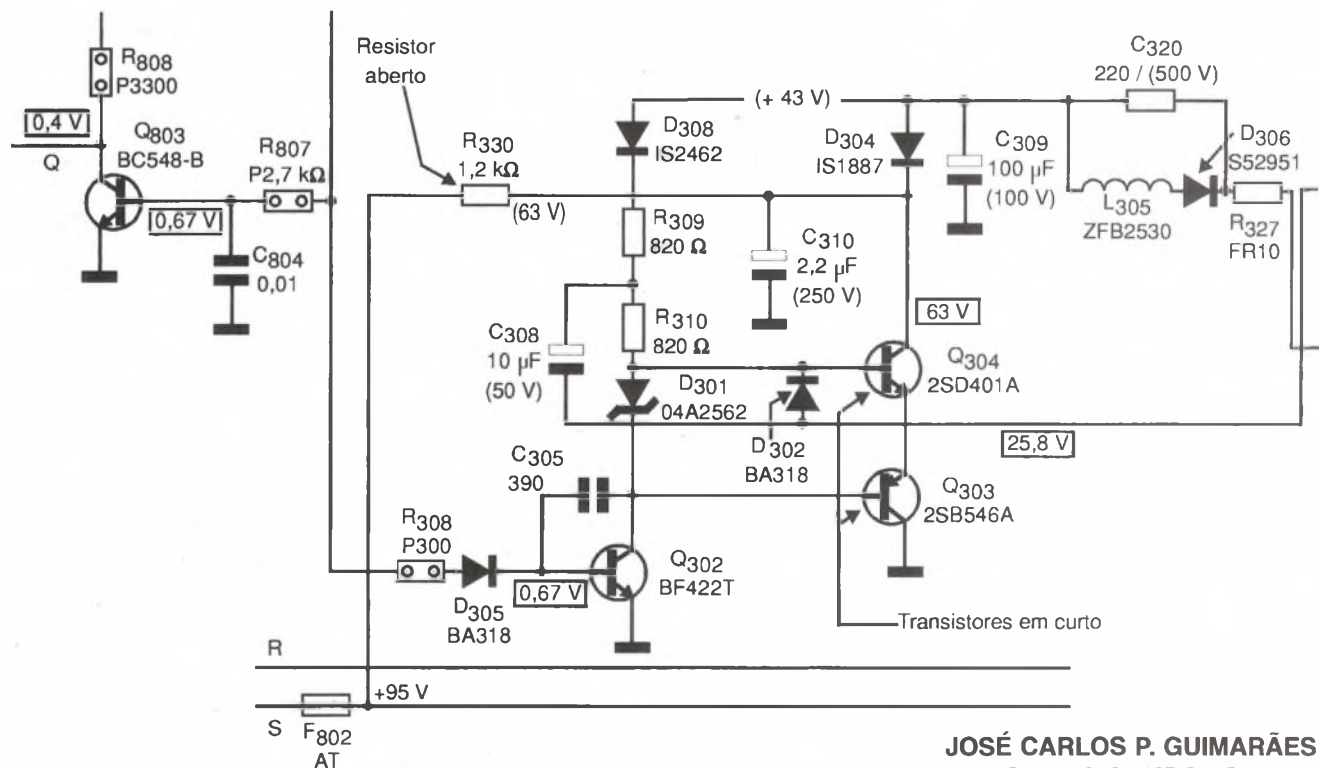 R808
P3300
0,4 V
Q
Q803
BC548-B
R807
P2,7 kΩ
0,67 V
C804
0,01
Resistor
aberto
R330
1,2 kΩ
(63 V)
(+ 43 V)
D308
IS2462
D304
IS1887
C309
100 µF
(100 V)
C320
220 / (500 V)
D306
S52951
L305
ZFB2530
R327
FR10
R309
820 Ω
C310
2,2 µF
(250 V)
R310
820 Ω
C308
10 µF
(50 V)
63 V
Q304
2SD401A
D301
04A2562
D302
BA318
25,8 V
C305
390
Q303
2SB546A
R308
P300
D305
BA318
0,67 V
Q302
BF422T
Transistores em curto
R
+95 V
S
F802
AT
JOSÉ CARLOS P. GUIMARÃES